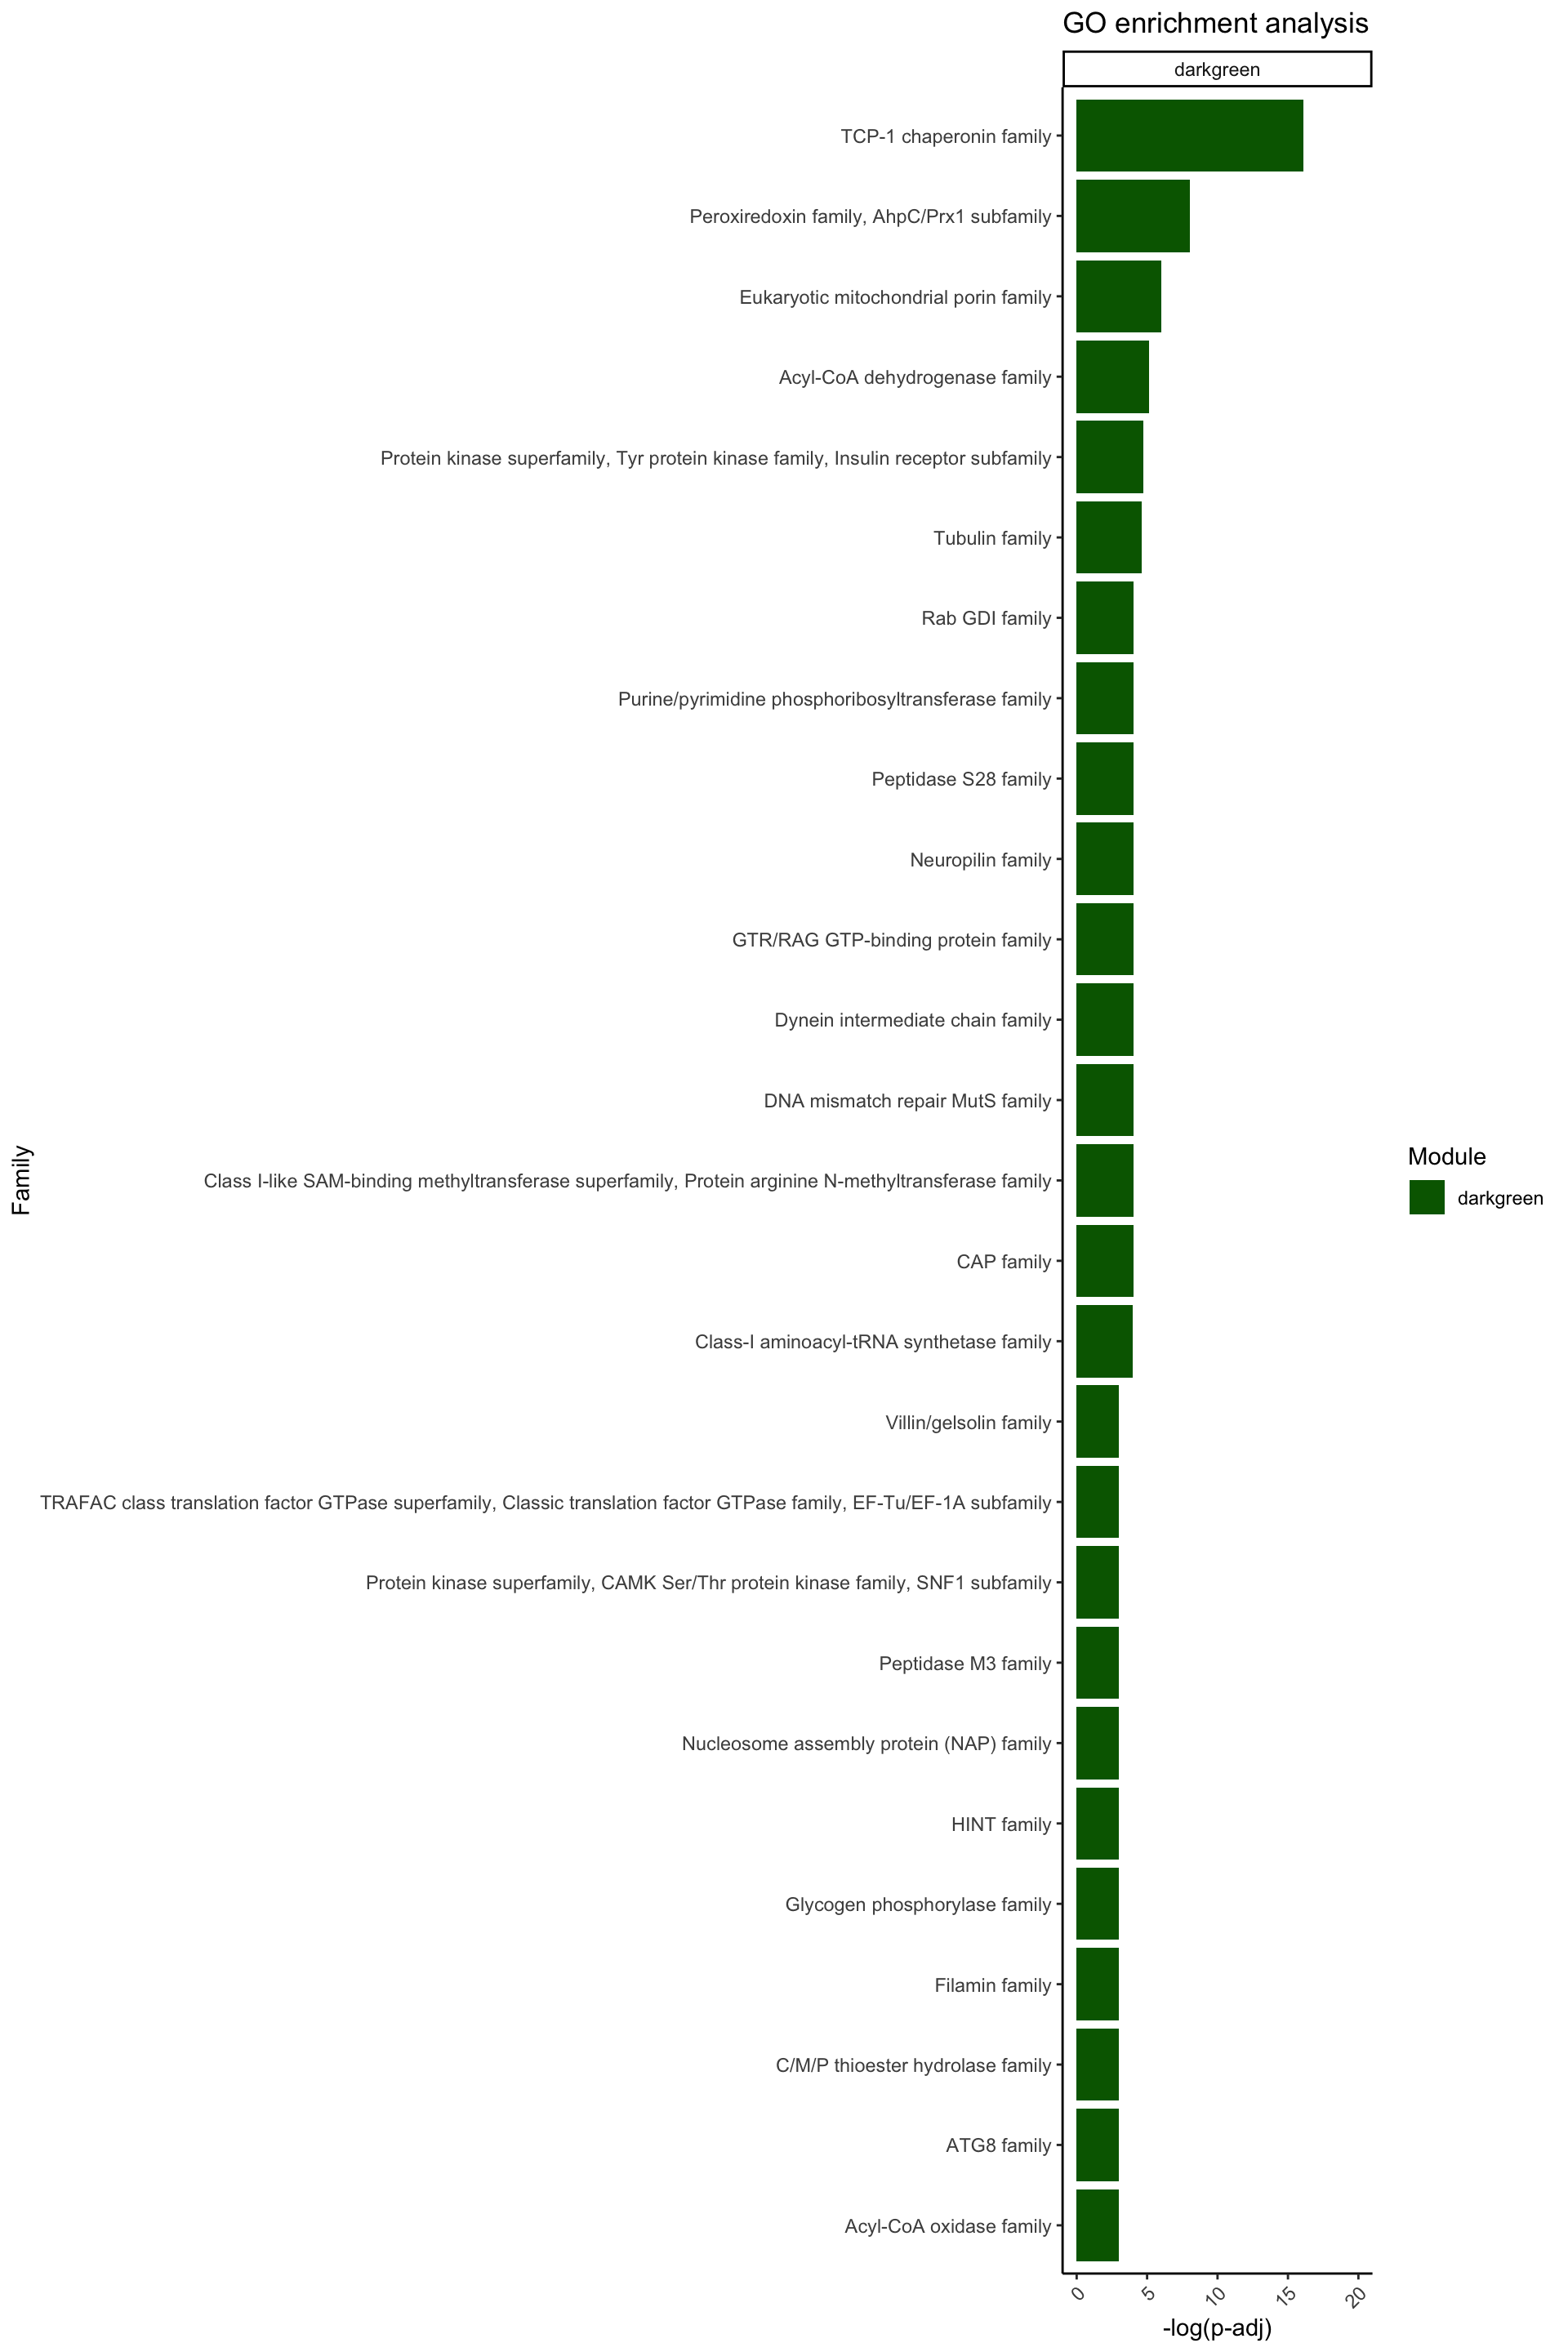 GO enrichment analysis
darkgreen
TCP-1 chaperonin family
Peroxiredoxin family, AhpC/Prx1 subfamily
Eukaryotic mitochondrial porin family
Acyl-CoA dehydrogenase family
Protein kinase superfamily, Tyr protein kinase family, Insulin receptor subfamily
Tubulin family
Rab GDI family
Purine/pyrimidine phosphoribosyltransferase family
Peptidase S28 family
Neuropilin family
GTR/RAG GTP-binding protein family
Dynein intermediate chain family
DNA mismatch repair MutS family
Class I-like SAM-binding methyltransferase superfamily, Protein arginine N-methyltransferase family
CAP family
Class-I aminoacyl-tRNA synthetase family
Villin/gelsolin family
TRAFAC class translation factor GTPase superfamily, Classic translation factor GTPase family, EF-Tu/EF-1A subfamily
Protein kinase superfamily, CAMK Ser/Thr protein kinase family, SNF1 subfamily
Peptidase M3 family
Nucleosome assembly protein (NAP) family
HINT family
Glycogen phosphorylase family
Filamin family
C/M/P thioester hydrolase family
ATG8 family
Acyl-CoA oxidase family
Family
0 5 10 15 20
-log(p-adj)
Module
darkgreen